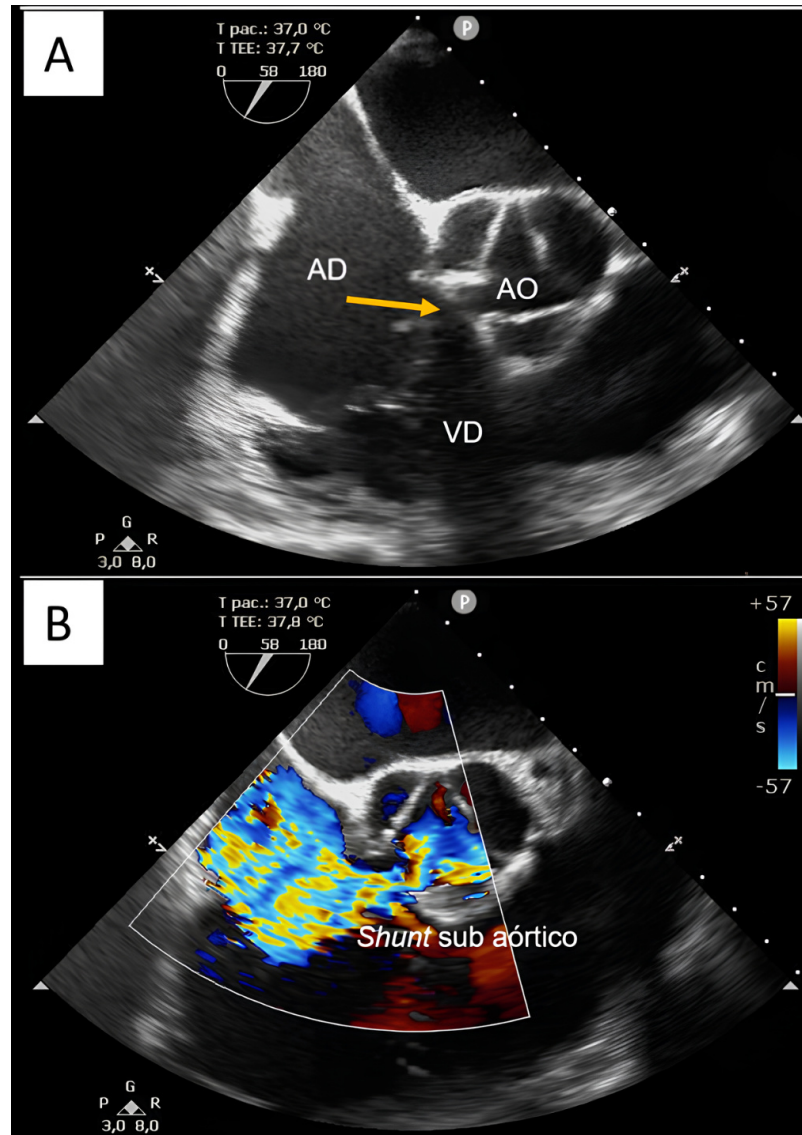 A
T pac.: 37,0 °C
T TEE: 37,7 °C
0 58 180
P
AD
AO
VD
G
P R
3,0 8,0
B
T pac.: 37,0 °C
T TEE: 37,8 °C
0 58 180
P
+57
c
m
/
s
-57
Shunt sub aórtico
G
P R
3,0 8,0